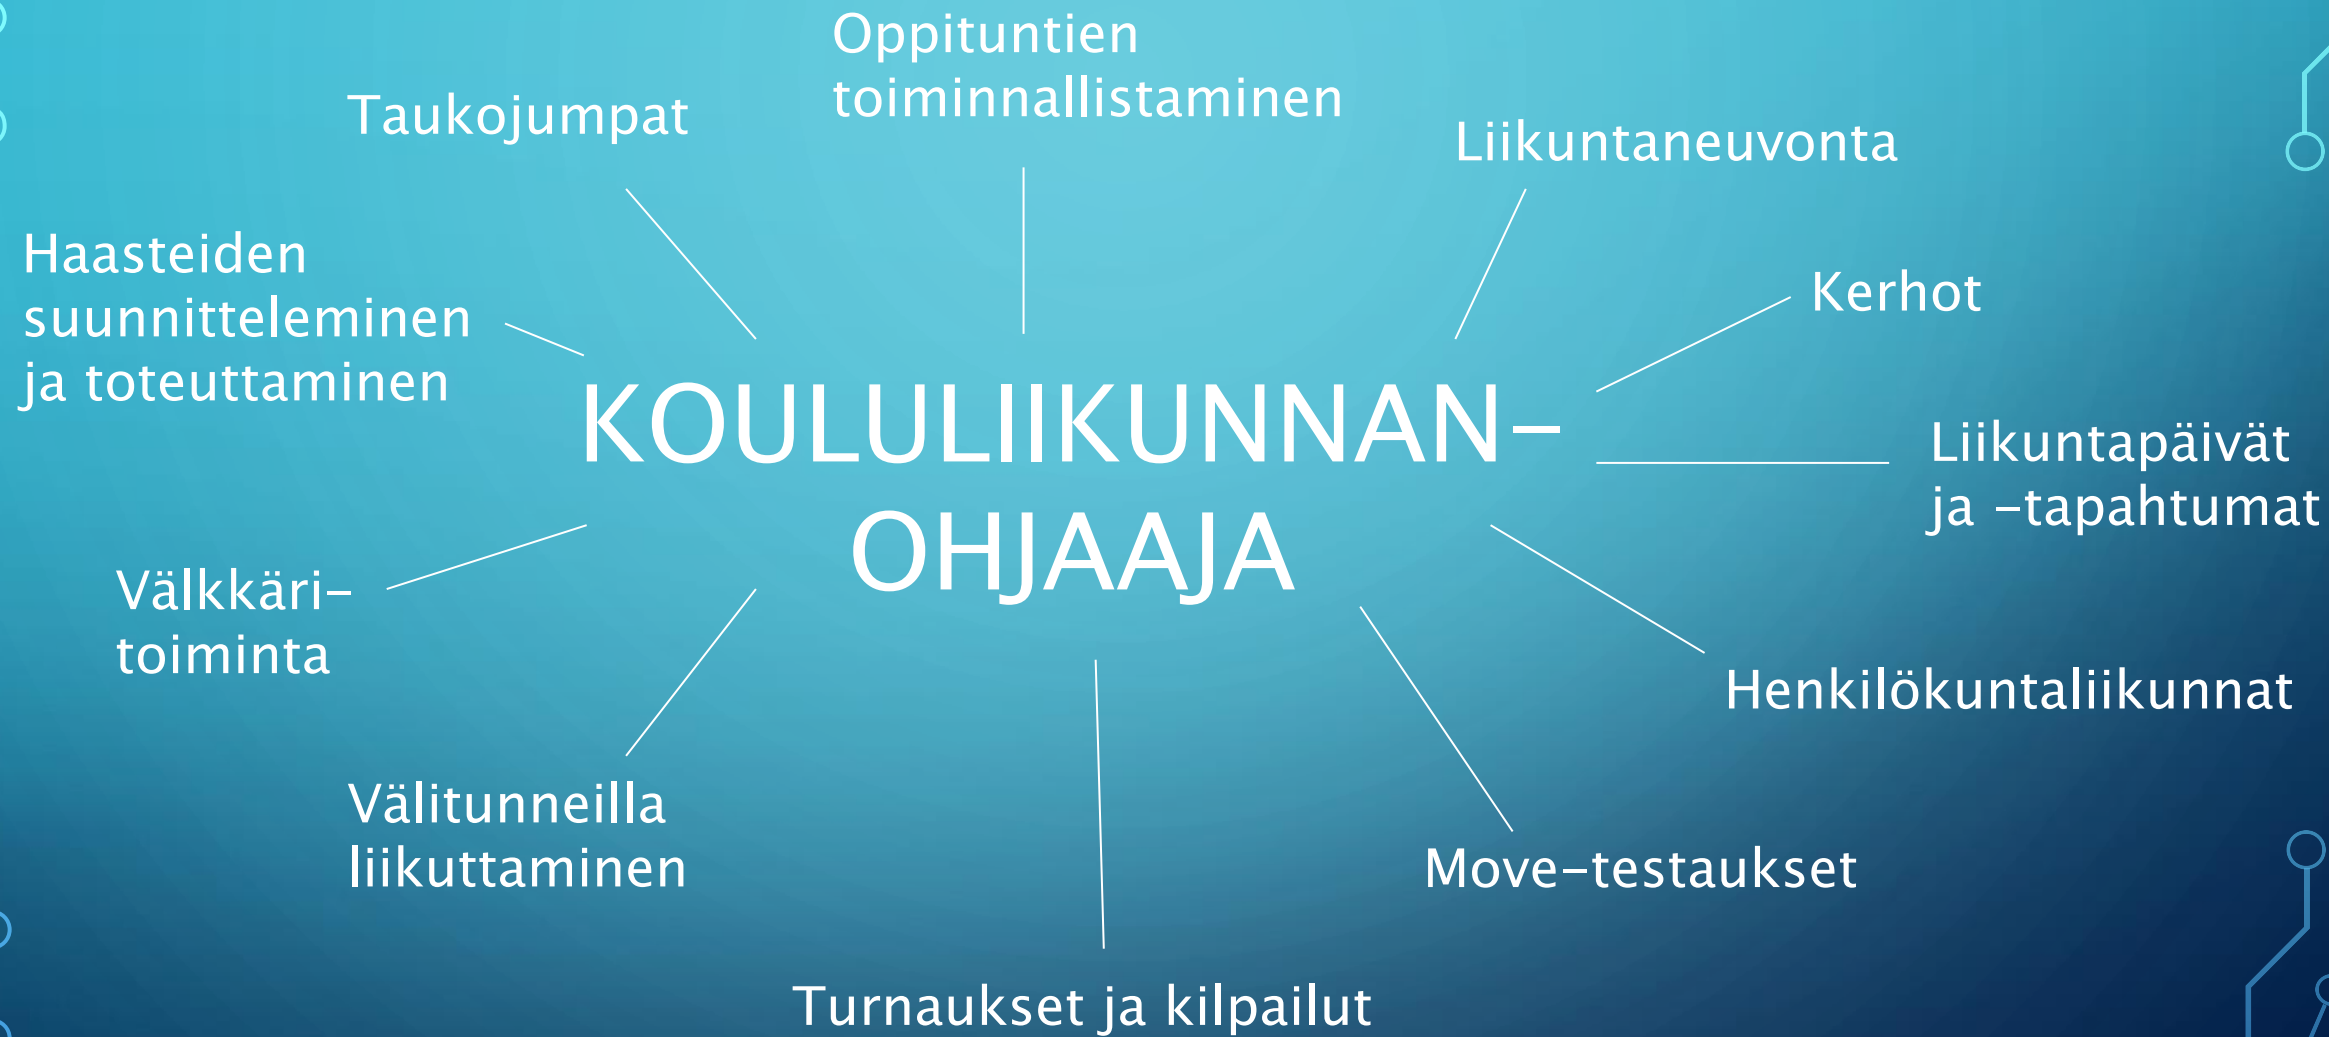 Oppituntien
toiminnallistaminen
Taukojumpat
Liikuntaneuvonta
Haasteiden
suunnitteleminen
ja toteuttaminen
Kerhot
KOULULIIKUNNAN-
OHJAAJA
Liikuntapäivät
ja -tapahtumat
Välkkäri-
toiminta
Henkilökuntaliikunnat
Välitunneilla
liikuttaminen
Move-testaukset
Turnaukset ja kilpailut